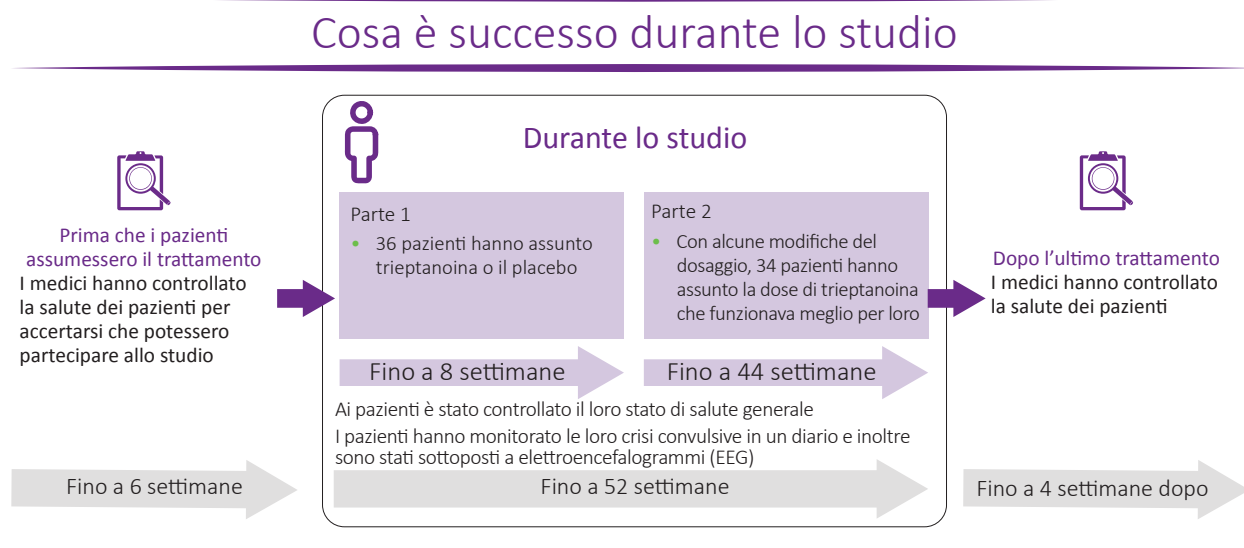 Cosa è successo durante lo studio
Prima che i pazienti
assumessero il trattamento
I medici hanno controllato
la salute dei pazienti per
accertarsi che potessero
partecipare allo studio
Fino a 6 settimane
Durante lo studio
Parte 1
• 36 pazienti hanno assunto
trieptanoina o il placebo
Fino a 8 settimane
Parte 2
• Con alcune modifiche del
dosaggio, 34 pazienti hanno
assunto la dose di trieptanoina
che funzionava meglio per loro
Fino a 44 settimane
Ai pazienti è stato controllato il loro stato di salute generale
I pazienti hanno monitorato le loro crisi convulsive in un diario e inoltre
sono stati sottoposti a elettroencefalogrammi (EEG)
Fino a 52 settimane
Dopo l’ultimo trattamento
I medici hanno controllato
la salute dei pazienti
Fino a 4 settimane dopo